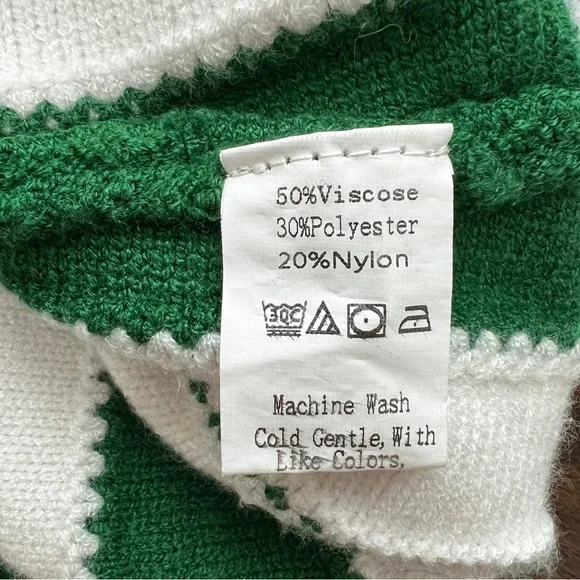 50%Viscose
30%Polyester
20%Nylon
30C
Machine Wash
Cold Gentle, With
Like Colors,